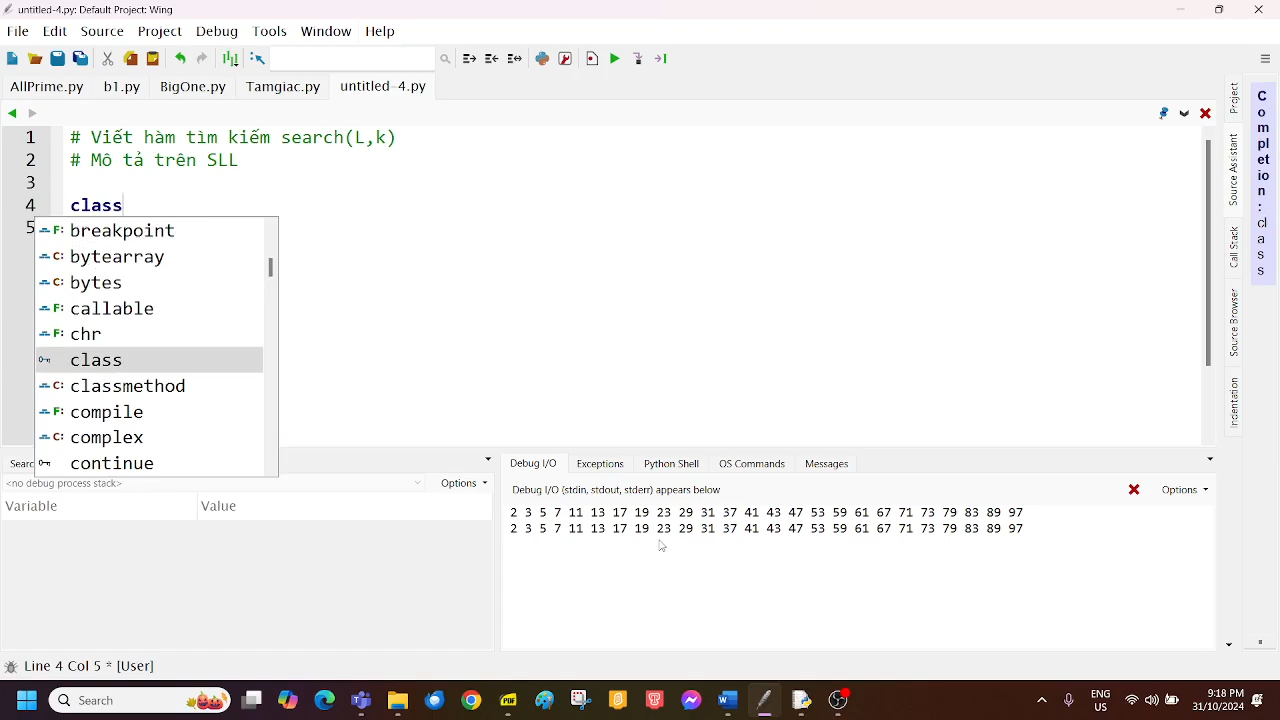 untitled-4.py: Default Project: Wing
File Edit Source Project Debug Tools Window Help
AllPrime.py b1.py BigOne.py Tamgiac.py untitled-4.py
1 # Viết hàm tìm kiếm search(L,k)
2 # Mô tả trên SLL
3
4 class
5
F: breakpoint
C: bytearray
C: bytes
F: callable
F: chr
class
C: classmethod
F: compile
C: complex
continue
Project
Source Assistant
Call Stack
Source Browser
Indentation
Completion: class
Searc
<no debug process stack> Options
Variable Value
Debug I/O Exceptions Python Shell OS Commands Messages
Debug I/O (stdin, stdout, stderr) appears below Options
2 3 5 7 11 13 17 19 23 29 31 37 41 43 47 53 59 61 67 71 73 79 83 89 97
2 3 5 7 11 13 17 19 23 29 31 37 41 43 47 53 59 61 67 71 73 79 83 89 97
Line 4 Col 5 * [User]
Search
PDF
ENG
US
9:18 PM
31/10/2024